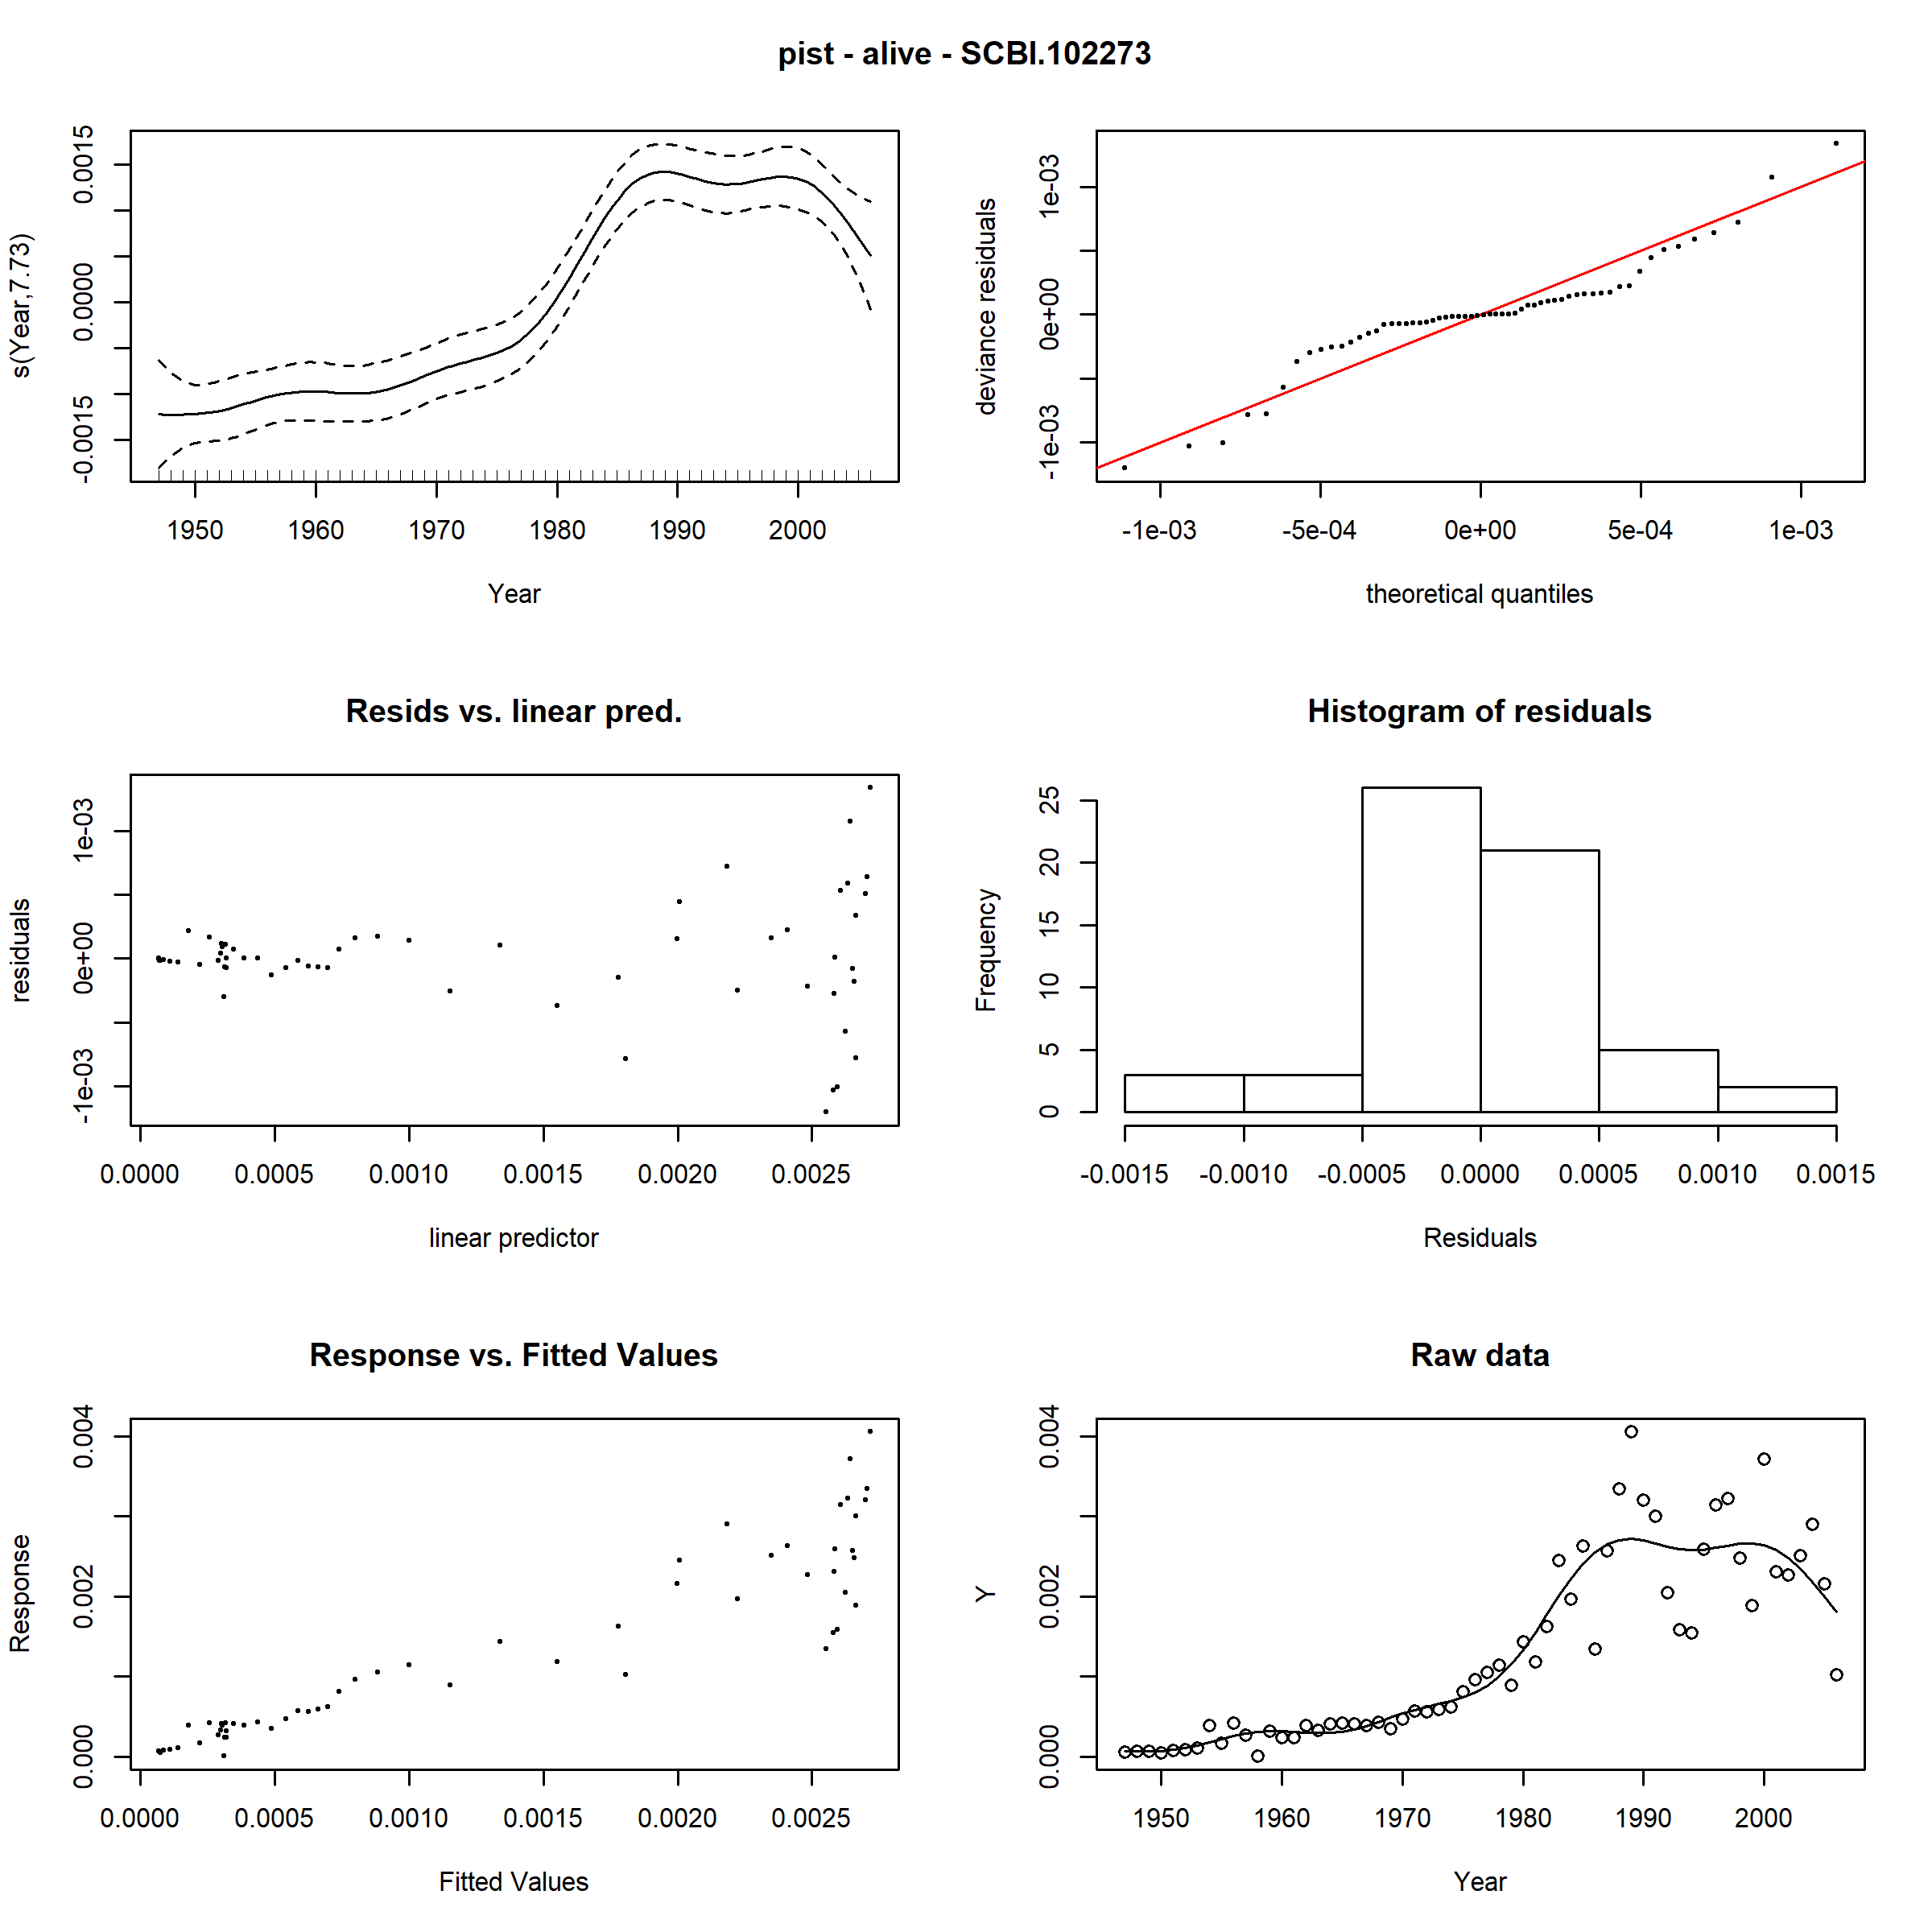 pist - alive - SCBI.102273
s(Year,7.73)
0.0015
0.0000
-0.0015
1950 1960 1970 1980 1990 2000
Year
deviance residuals
1e-03
0e+00
-1e-03
-1e-03 -5e-04 0e+00 5e-04 1e-03
theoretical quantiles
Resids vs. linear pred.
residuals
1e-03
0e+00
-1e-03
0.0000 0.0005 0.0010 0.0015 0.0020 0.0025
linear predictor
Histogram of residuals
Frequency
25
20
15
10
5
0
-0.0015 -0.0010 -0.0005 0.0000 0.0005 0.0010 0.0015
Residuals
Response vs. Fitted Values
Response
0.004
0.002
0.000
0.0000 0.0005 0.0010 0.0015 0.0020 0.0025
Fitted Values
Raw data
Y
0.004
0.002
0.000
1950 1960 1970 1980 1990 2000
Year